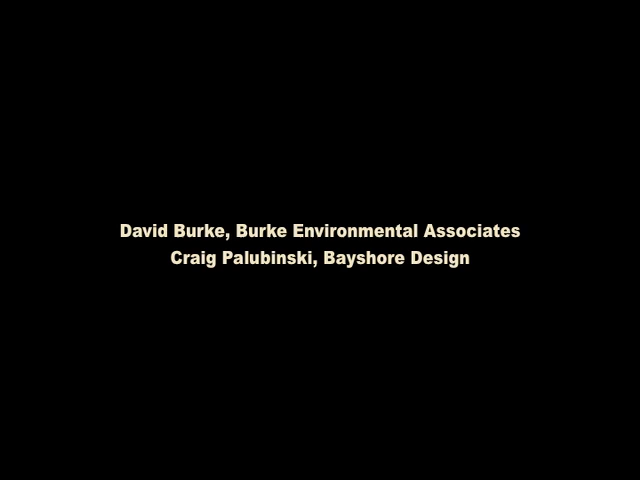 David Burke, Burke Environmental Associates
Craig Palubinski, Bayshore Design